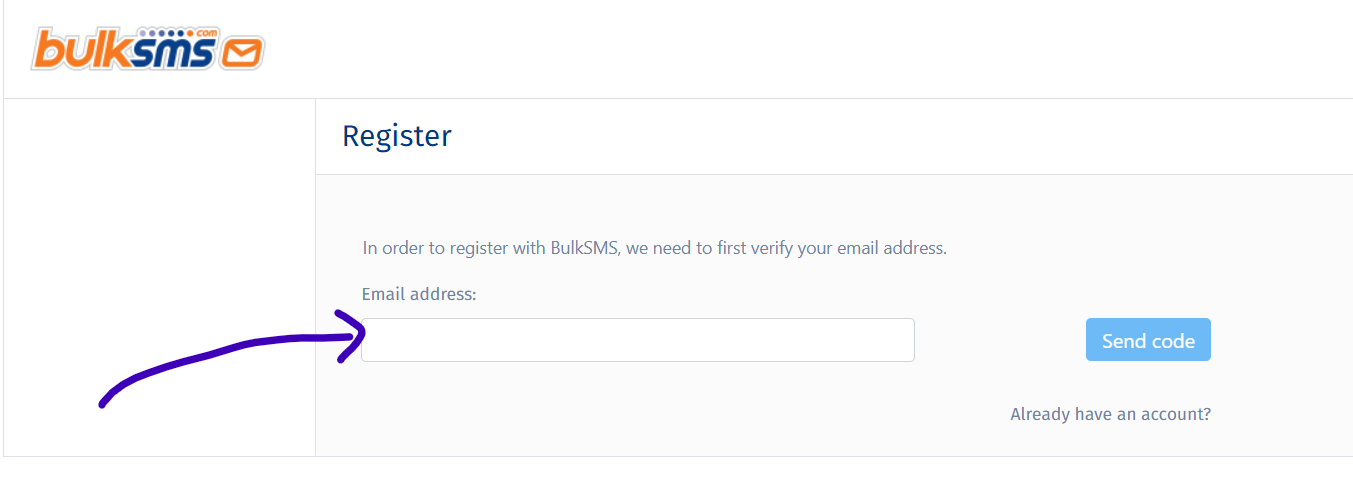 bulksms.com
Register
In order to register with BulkSMS, we need to first verify your email address.
Email address:
Send code
Already have an account?